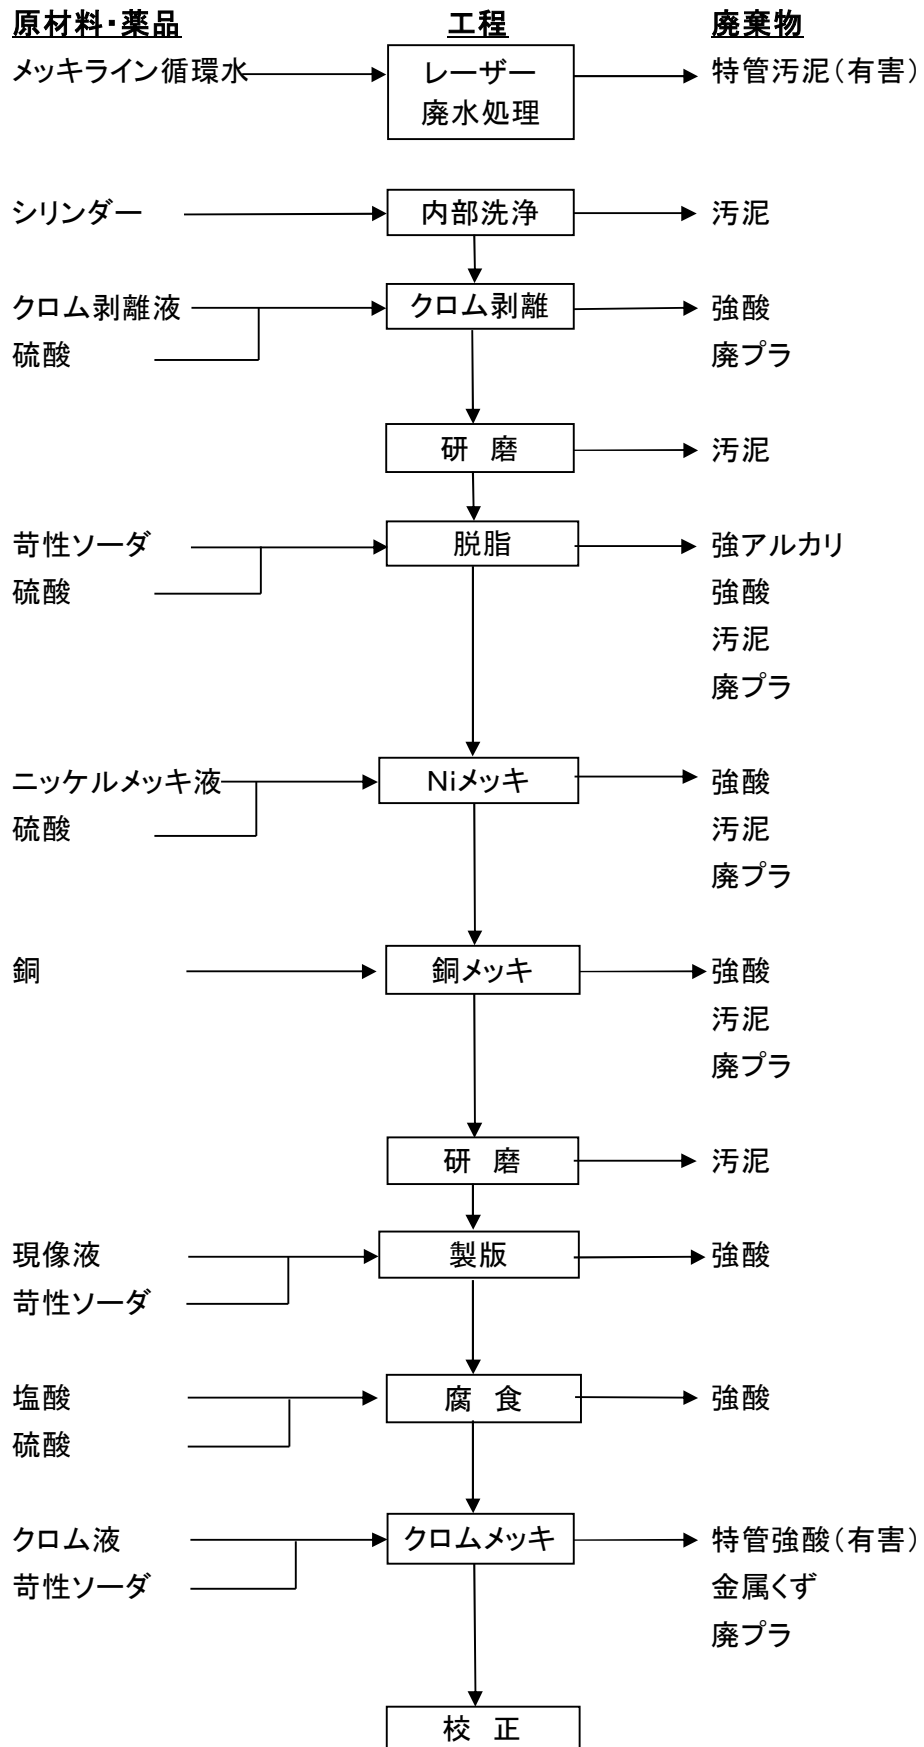 原材料・薬品 工程 廃棄物
メッキライン循環水 レーザー 特管汚泥（有害）
廃水処理
シリンダー 内部洗浄 汚泥
クロム剥離液 クロム剥離 強酸
硫酸 廃プラ
研 磨 汚泥
苛性ソーダ 脱脂 強アルカリ
硫酸 強酸
汚泥
廃プラ
ニッケルメッキ液 Niメッキ 強酸
硫酸 汚泥
廃プラ
銅 銅メッキ 強酸
汚泥
廃プラ
研 磨 汚泥
現像液 製版 強酸
苛性ソーダ
塩酸 腐 食 強酸
硫酸
クロム液 クロムメッキ 特管強酸（有害）
苛性ソーダ 金属くず
廃プラ
校 正